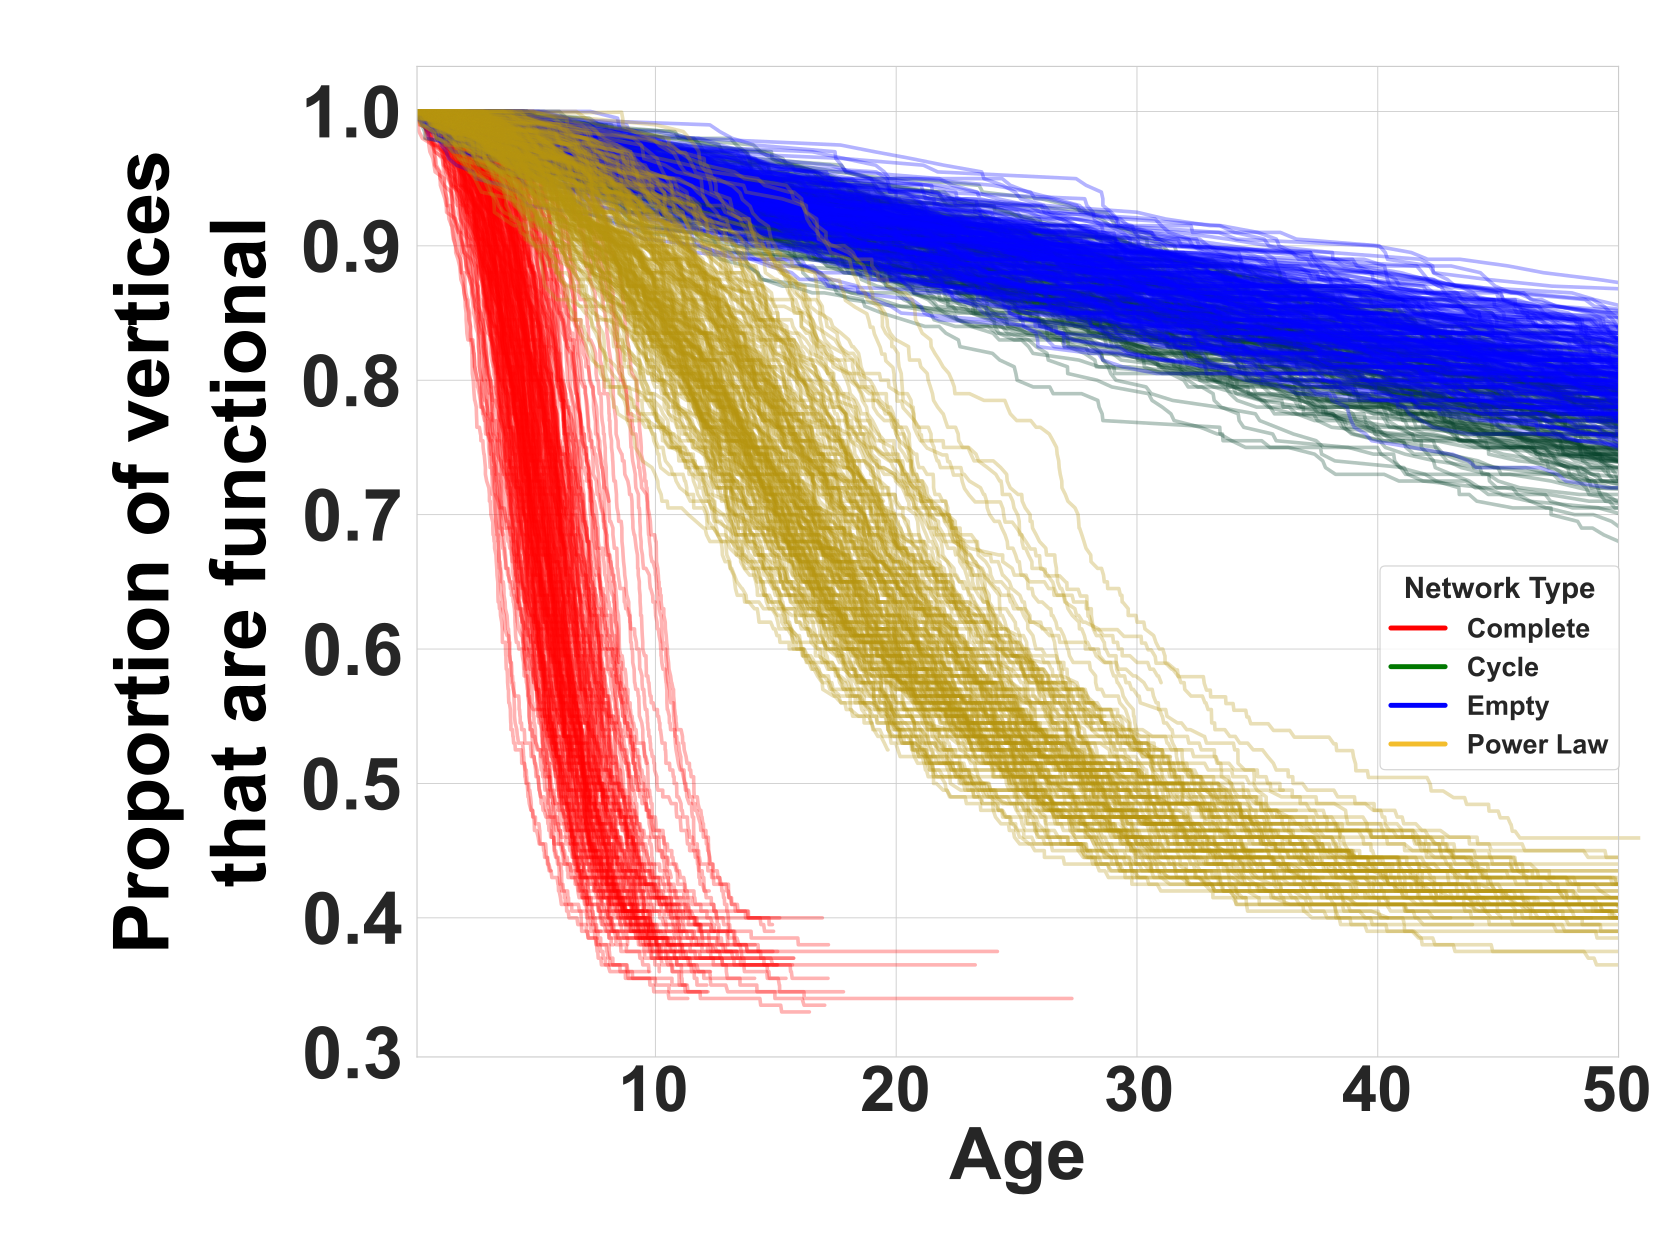 Proportion of vertices
that are functional
1.0
0.9
0.8
0.7
0.6
0.5
0.4
0.3
10 20 30 40 50
Age
Network Type
Complete
Cycle
Empty
Power Law